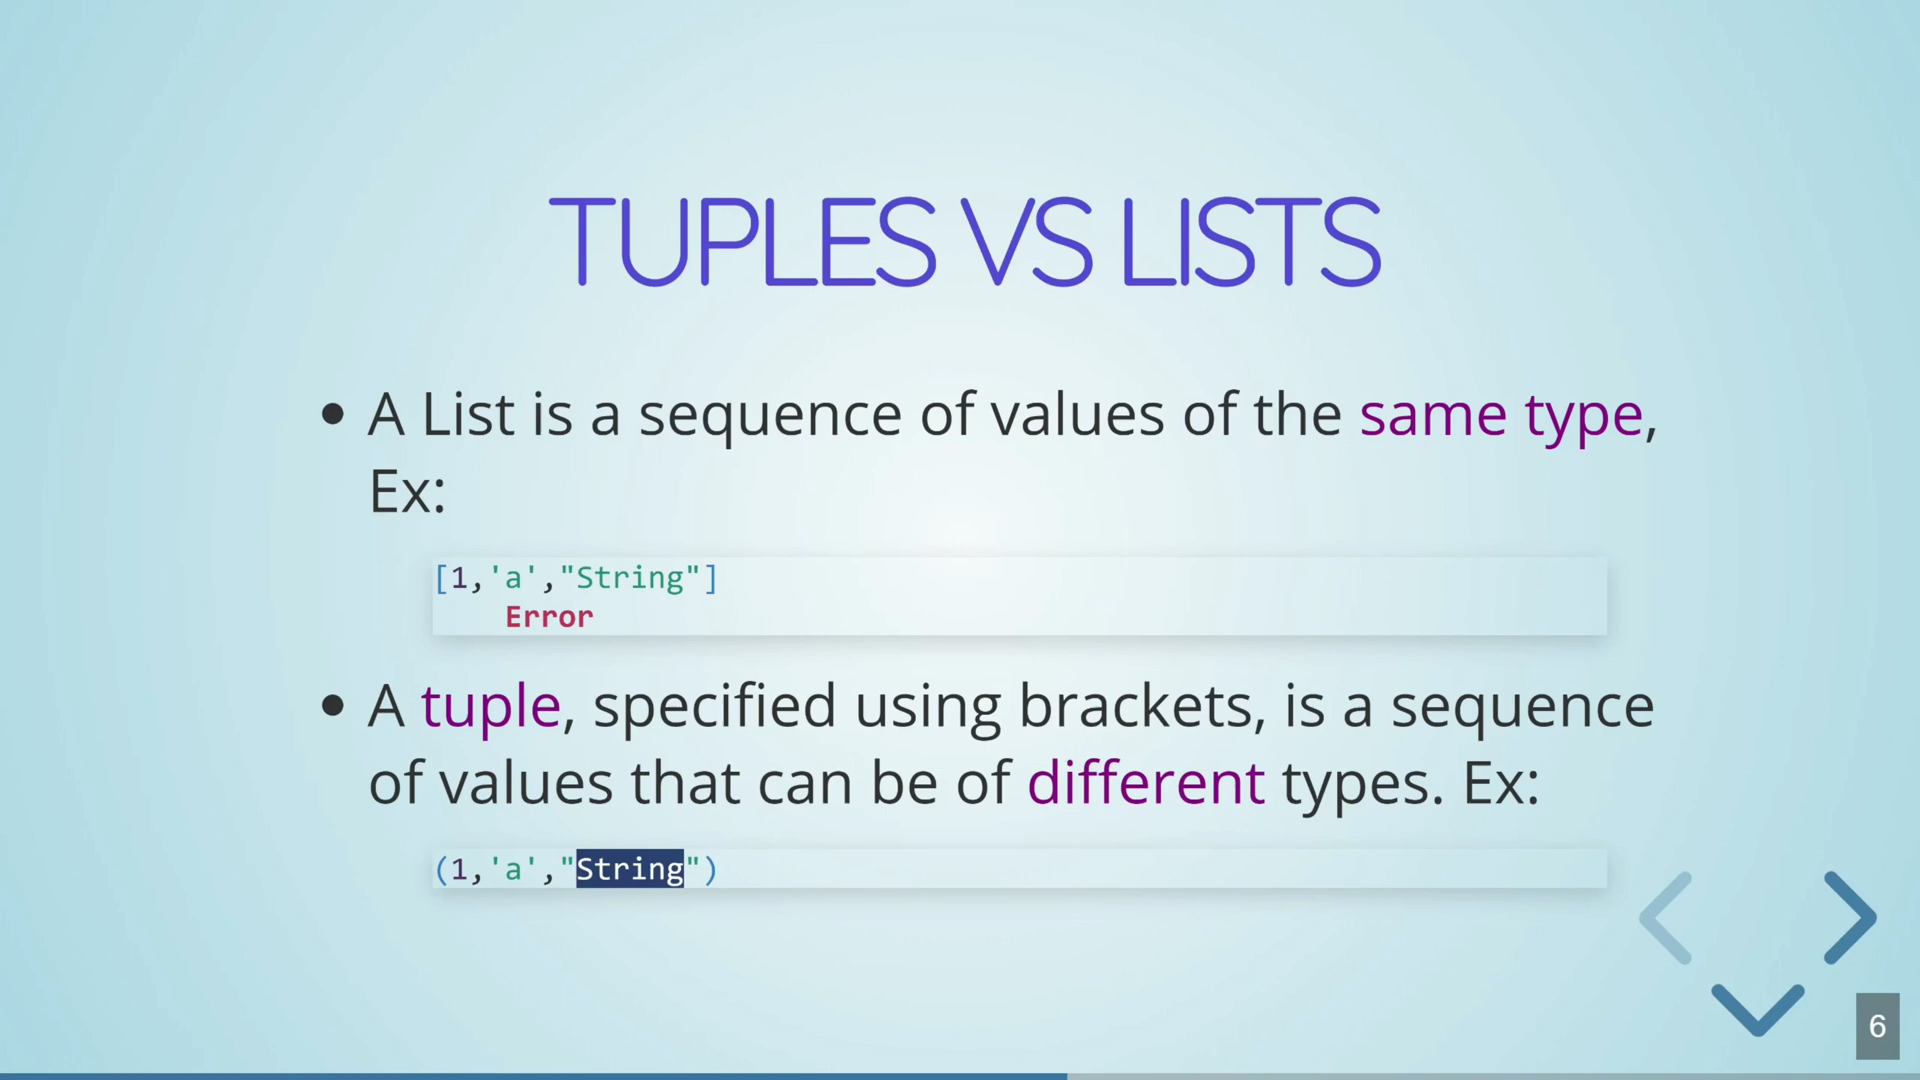 TUPLES VS LISTS
• A List is a sequence of values of the same type,
Ex:
[1,'a',"String"]
Error
• A tuple, specified using brackets, is a sequence
of values that can be of different types. Ex:
(1,'a',"String")
6